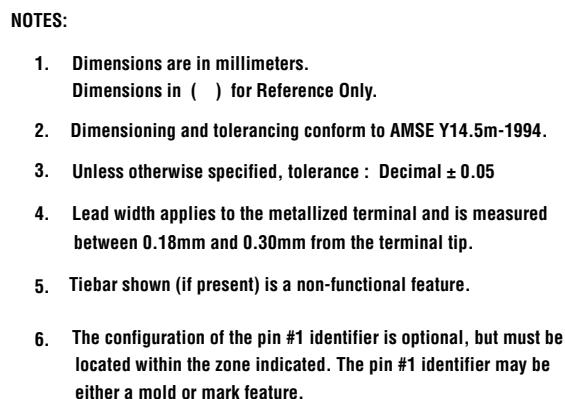 NOTES:
1. Dimensions are in millimeters.
Dimensions in ( ) for Reference Only.
2. Dimensioning and tolerancing conform to AMSE Y14.5m-1994.
3. Unless otherwise specified, tolerance : Decimal ± 0.05
4. Lead width applies to the metallized terminal and is measured
between 0.18mm and 0.30mm from the terminal tip.
5. Tiebar shown (if present) is a non-functional feature.
6. The configuration of the pin #1 identifier is optional, but must be
located within the zone indicated. The pin #1 identifier may be
either a mold or mark feature.